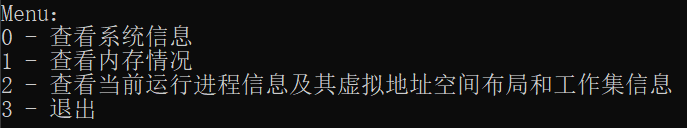 Menu:
0 - 查看系统信息
1 - 查看内存情况
2 - 查看当前运行进程信息及其虚拟地址空间布局和工作集信息
3 - 退出